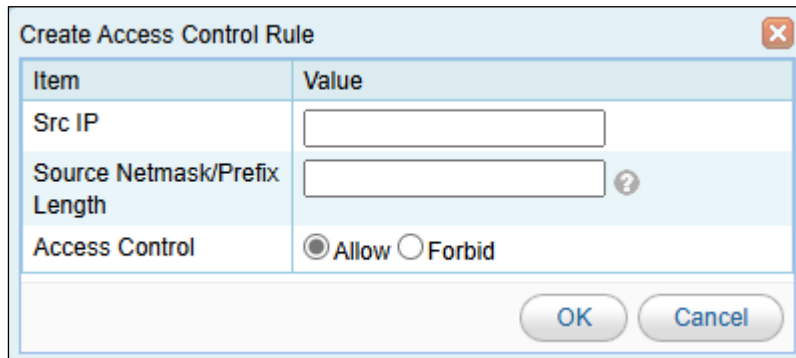 Create Access Control Rule
Item Value
Src IP
Source Netmask/Prefix
Length
?
Access Control Allow Forbid
OK Cancel